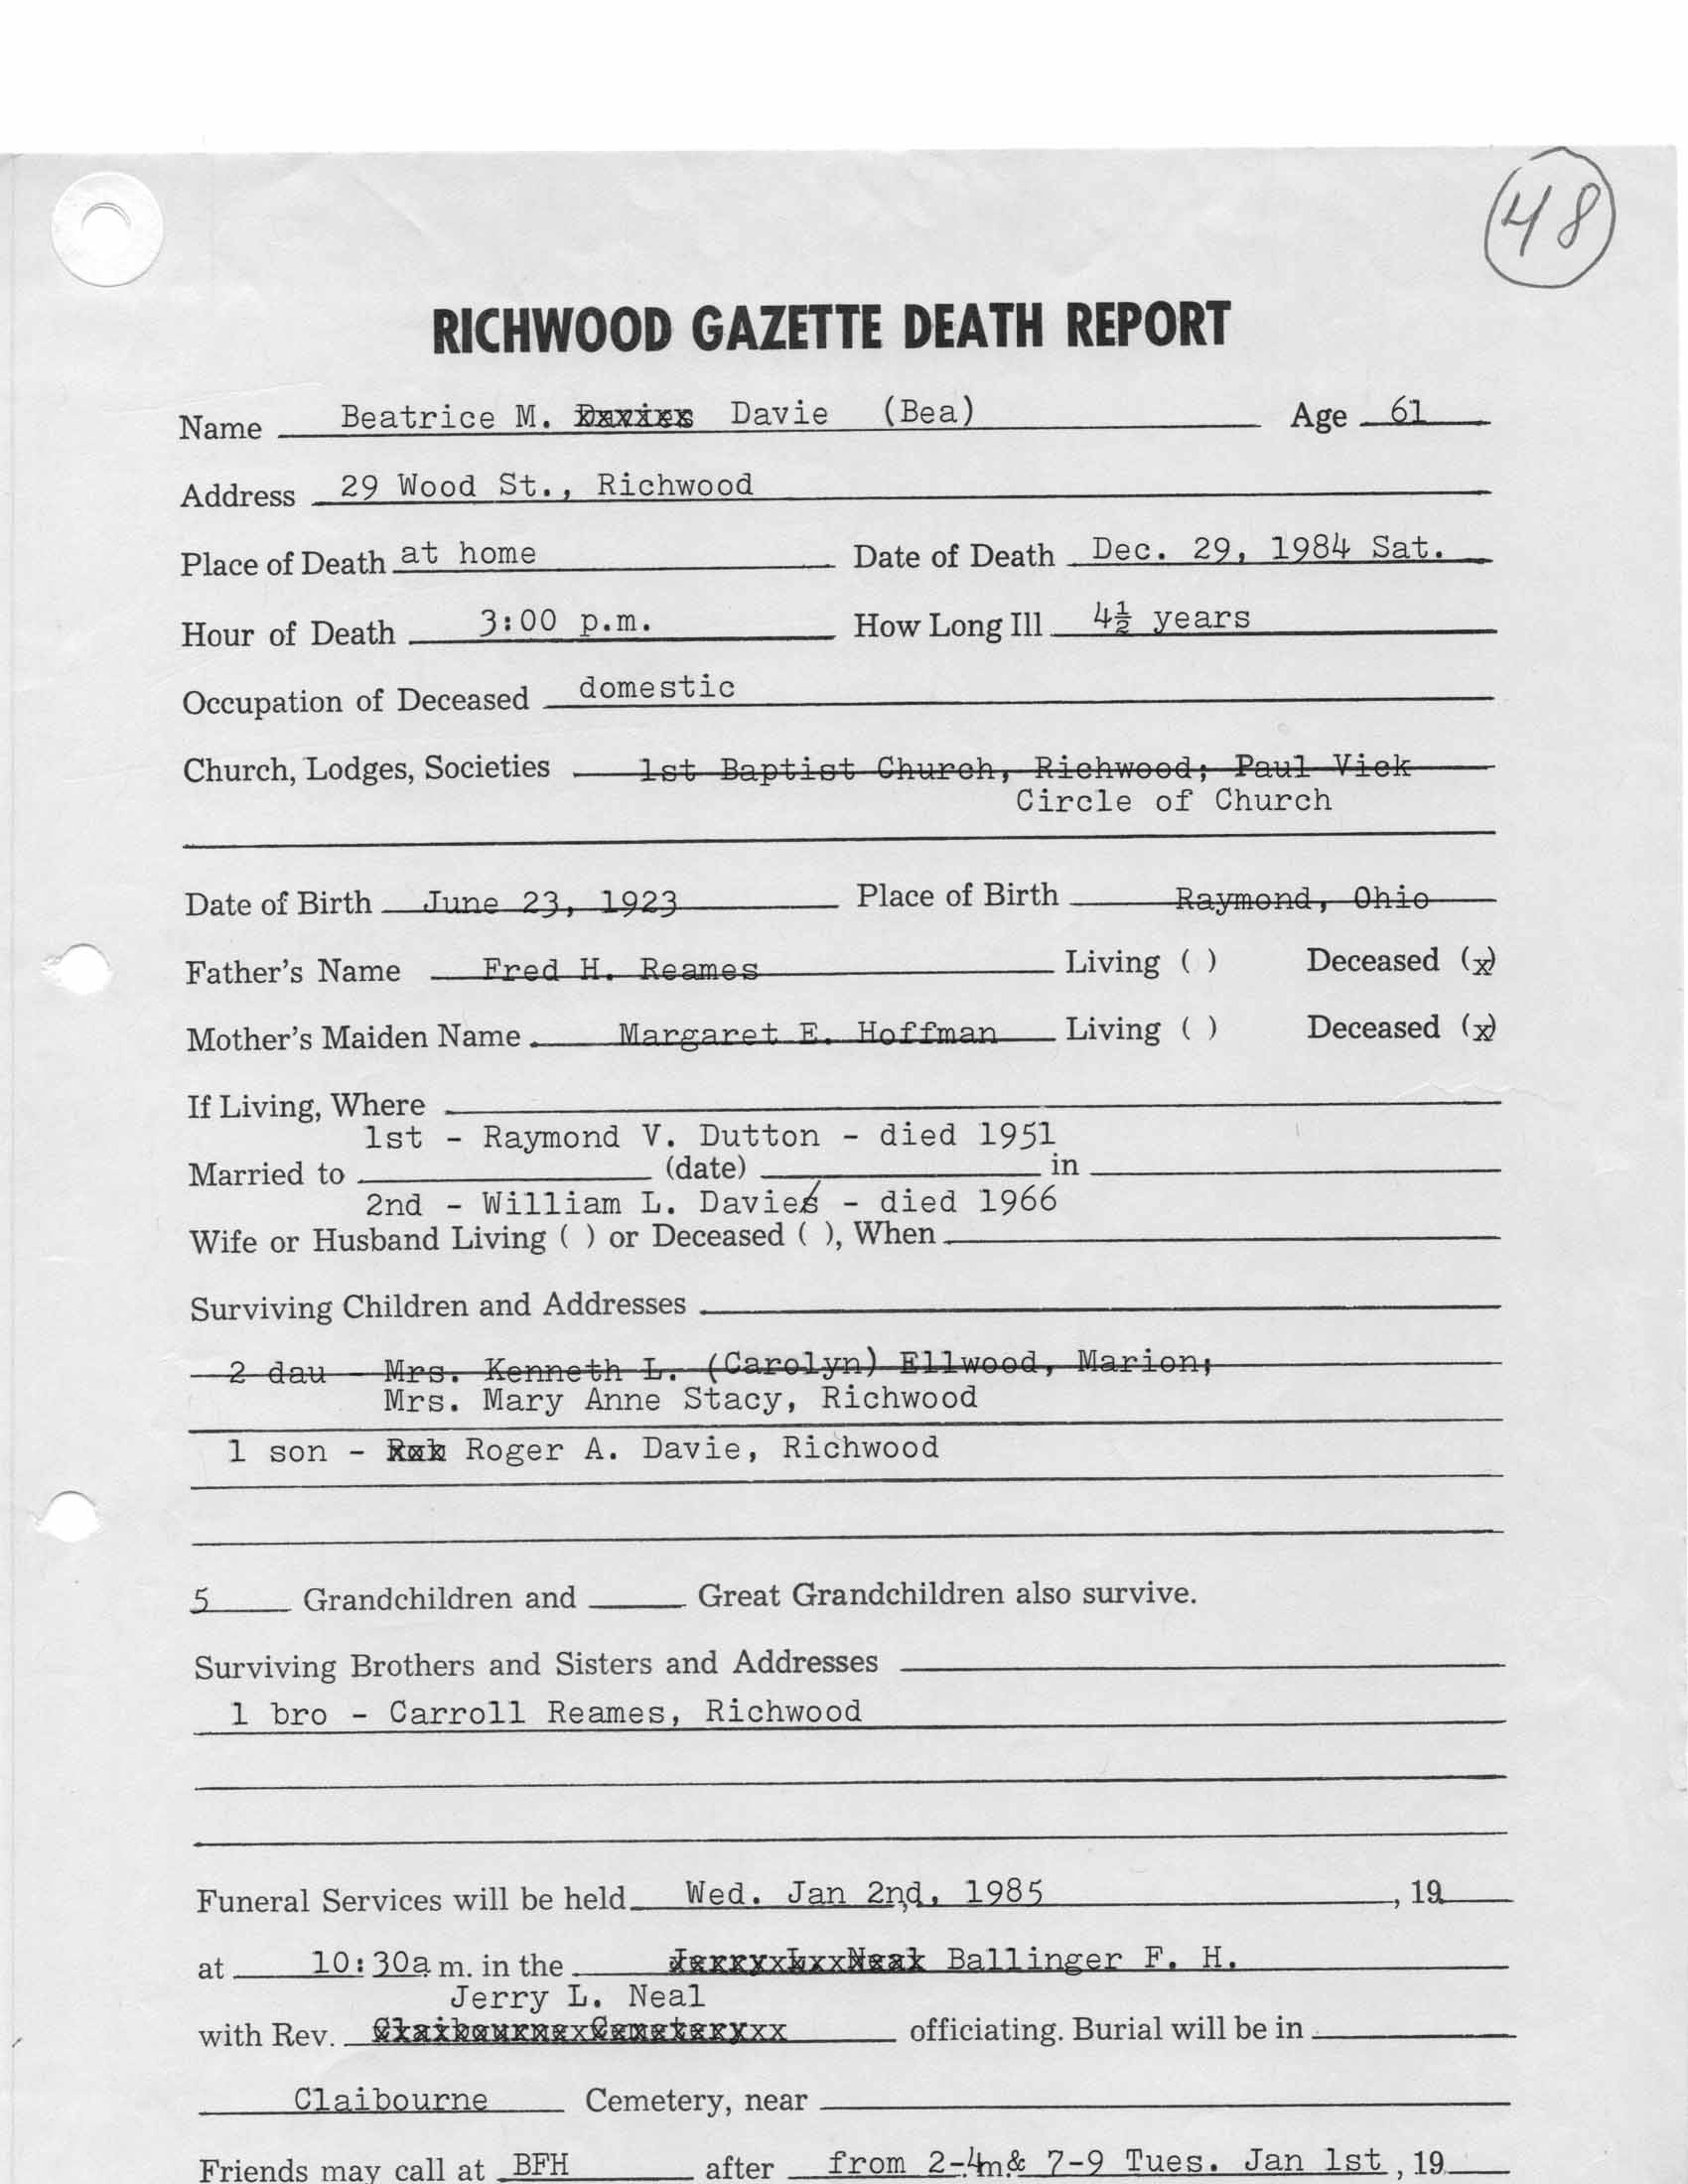 48
RICHWOOD GAZETTE DEATH REPORT
Name Beatrice M. Davies Davie (Bea) Age 61
Address 29 Wood St., Richwood
Place of Death at home Date of Death Dec. 29, 1984 Sat.
Hour of Death 3:00 p.m. How Long Ill 4½ years
Occupation of Deceased domestic
Church, Lodges, Societies 1st Baptist Church, Richwood; Paul Vick
Circle of Church
Date of Birth June 23, 1923 Place of Birth Raymond, Ohio
Father's Name Fred H. Reames Living ( ) Deceased (x)
Mother's Maiden Name Margaret E. Hoffman Living ( ) Deceased (x)
If Living, Where
1st - Raymond V. Dutton - died 1951
Married to (date) in
2nd - William L. Davies - died 1966
Wife or Husband Living ( ) or Deceased ( ), When
Surviving Children and Addresses
2 dau - Mrs. Kenneth L. (Carolyn) Ellwood, Marion;
Mrs. Mary Anne Stacy, Richwood
1 son - Roger A. Davie, Richwood
5 Grandchildren and Great Grandchildren also survive.
Surviving Brothers and Sisters and Addresses
1 bro - Carroll Reames, Richwood
Funeral Services will be held Wed. Jan 2nd, 1985, 19
at 10:30a m. in the Jerry L. Neal Ballinger F. H.
Jerry L. Neal
with Rev. Claibourne Cemetery officiating. Burial will be in
Claibourne Cemetery, near
Friends may call at BFH after from 2-4m& 7-9 Tues. Jan 1st, 19